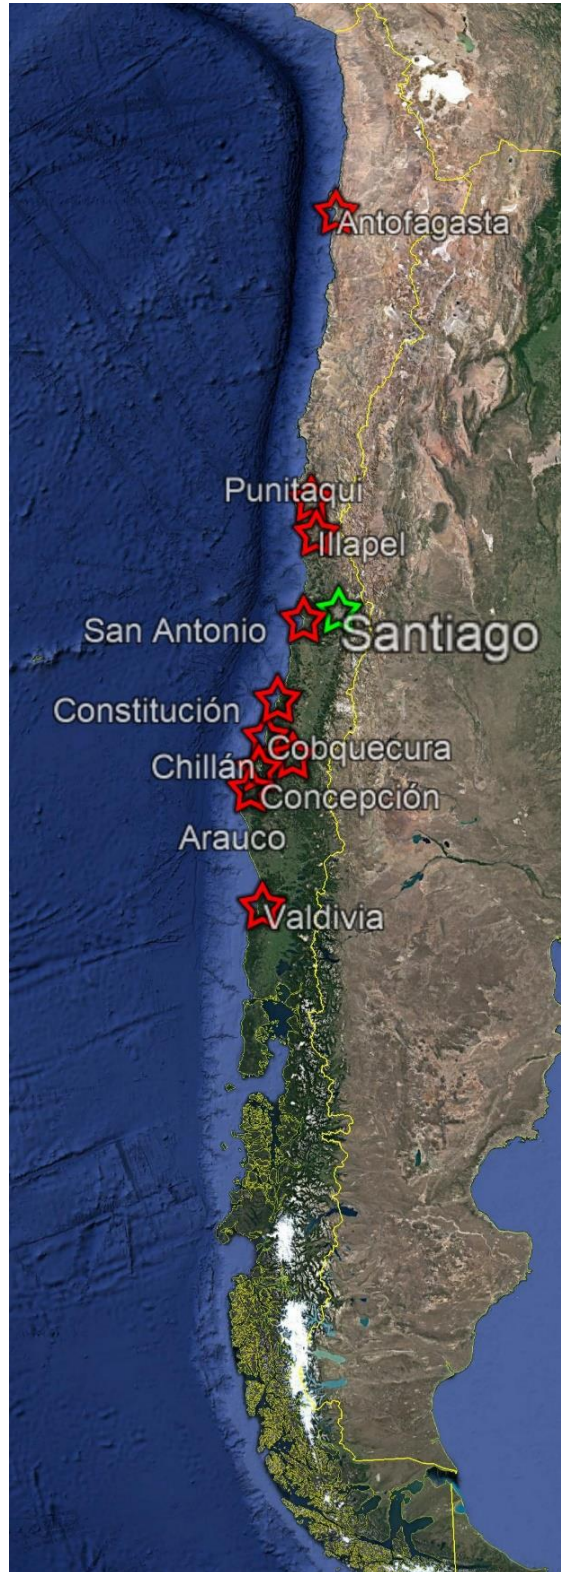 Antofagasta
Punitaqui
Illapel
San Antonio
Santiago
Constitución
Cobquecura
Chillán
Concepción
Arauco
Valdivia